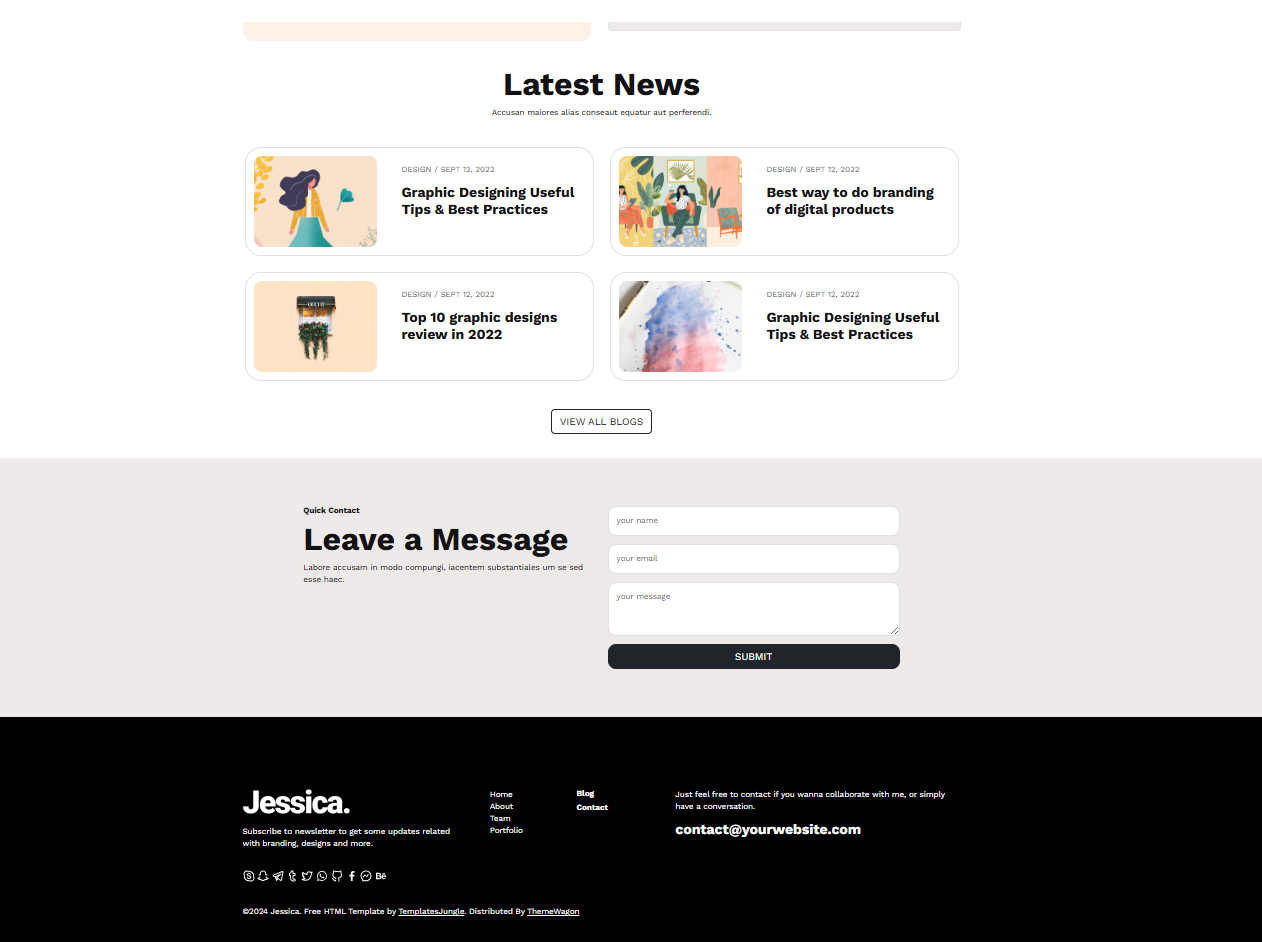 Latest News
Accusan maiores alias conseaut equatur aut perferendi.
DESIGN / SEPT 12, 2022
Graphic Designing Useful
Tips & Best Practices
DESIGN / SEPT 12, 2022
Best way to do branding
of digital products
DESIGN / SEPT 12, 2022
Top 10 graphic designs
review in 2022
DESIGN / SEPT 12, 2022
Graphic Designing Useful
Tips & Best Practices
VIEW ALL BLOGS
Quick Contact
Leave a Message
Labore accusam in modo compungi, iacentem substantiales um se sed
esse haec.
your name
your email
your message
SUBMIT
Jessica.
Subscribe to newsletter to get some updates related
with branding, designs and more.
Home
About
Team
Portfolio
Blog
Contact
Just feel free to contact if you wanna collaborate with me, or simply
have a conversation.
contact@yourwebsite.com
©2024 Jessica. Free HTML Template by TemplatesJungle. Distributed By ThemeWagon